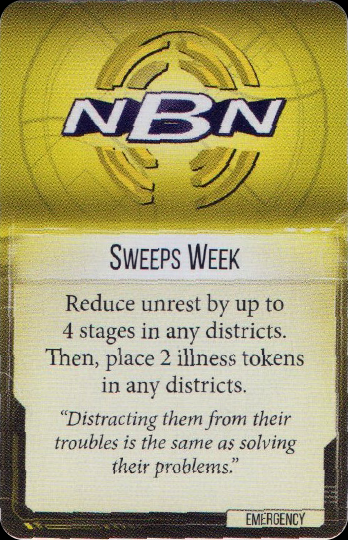 NBN
SWEEPS WEEK
Reduce unrest by up to
4 stages in any districts.
Then, place 2 illness tokens
in any districts.
“Distracting them from their
troubles is the same as solving
their problems.”
EMERGENCY